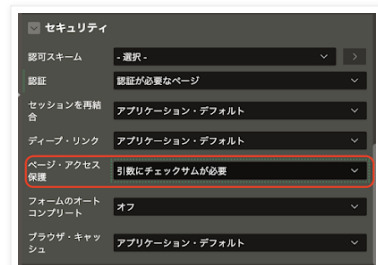 セキュリティ
認可スキーム
- 選択 -
認証
認証が必要なページ
セッションを再結
合
アプリケーション・デフォルト
ディープ・リンク
アプリケーション・デフォルト
ページ・アクセス
保護
引数にチェックサムが必要
フォームのオート
コンプリート
オフ
ブラウザ・キャッ
シュ
アプリケーション・デフォルト